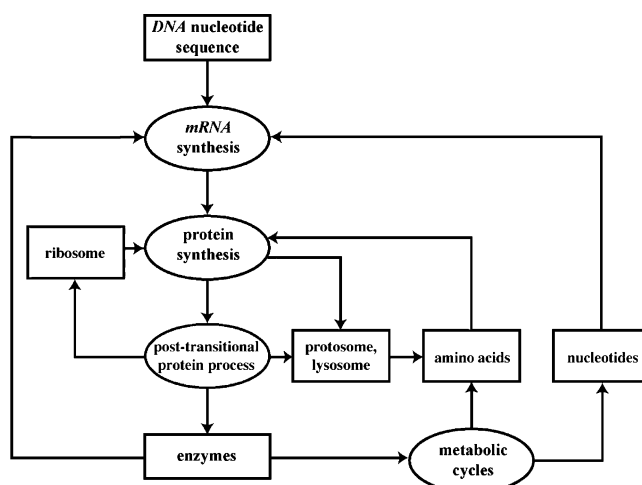 DNA nucleotide
sequence
mRNA
synthesis
protein
synthesis
ribosome
post-transitional
protein process
protosome,
lysosome
amino acids
nucleotides
enzymes
metabolic
cycles